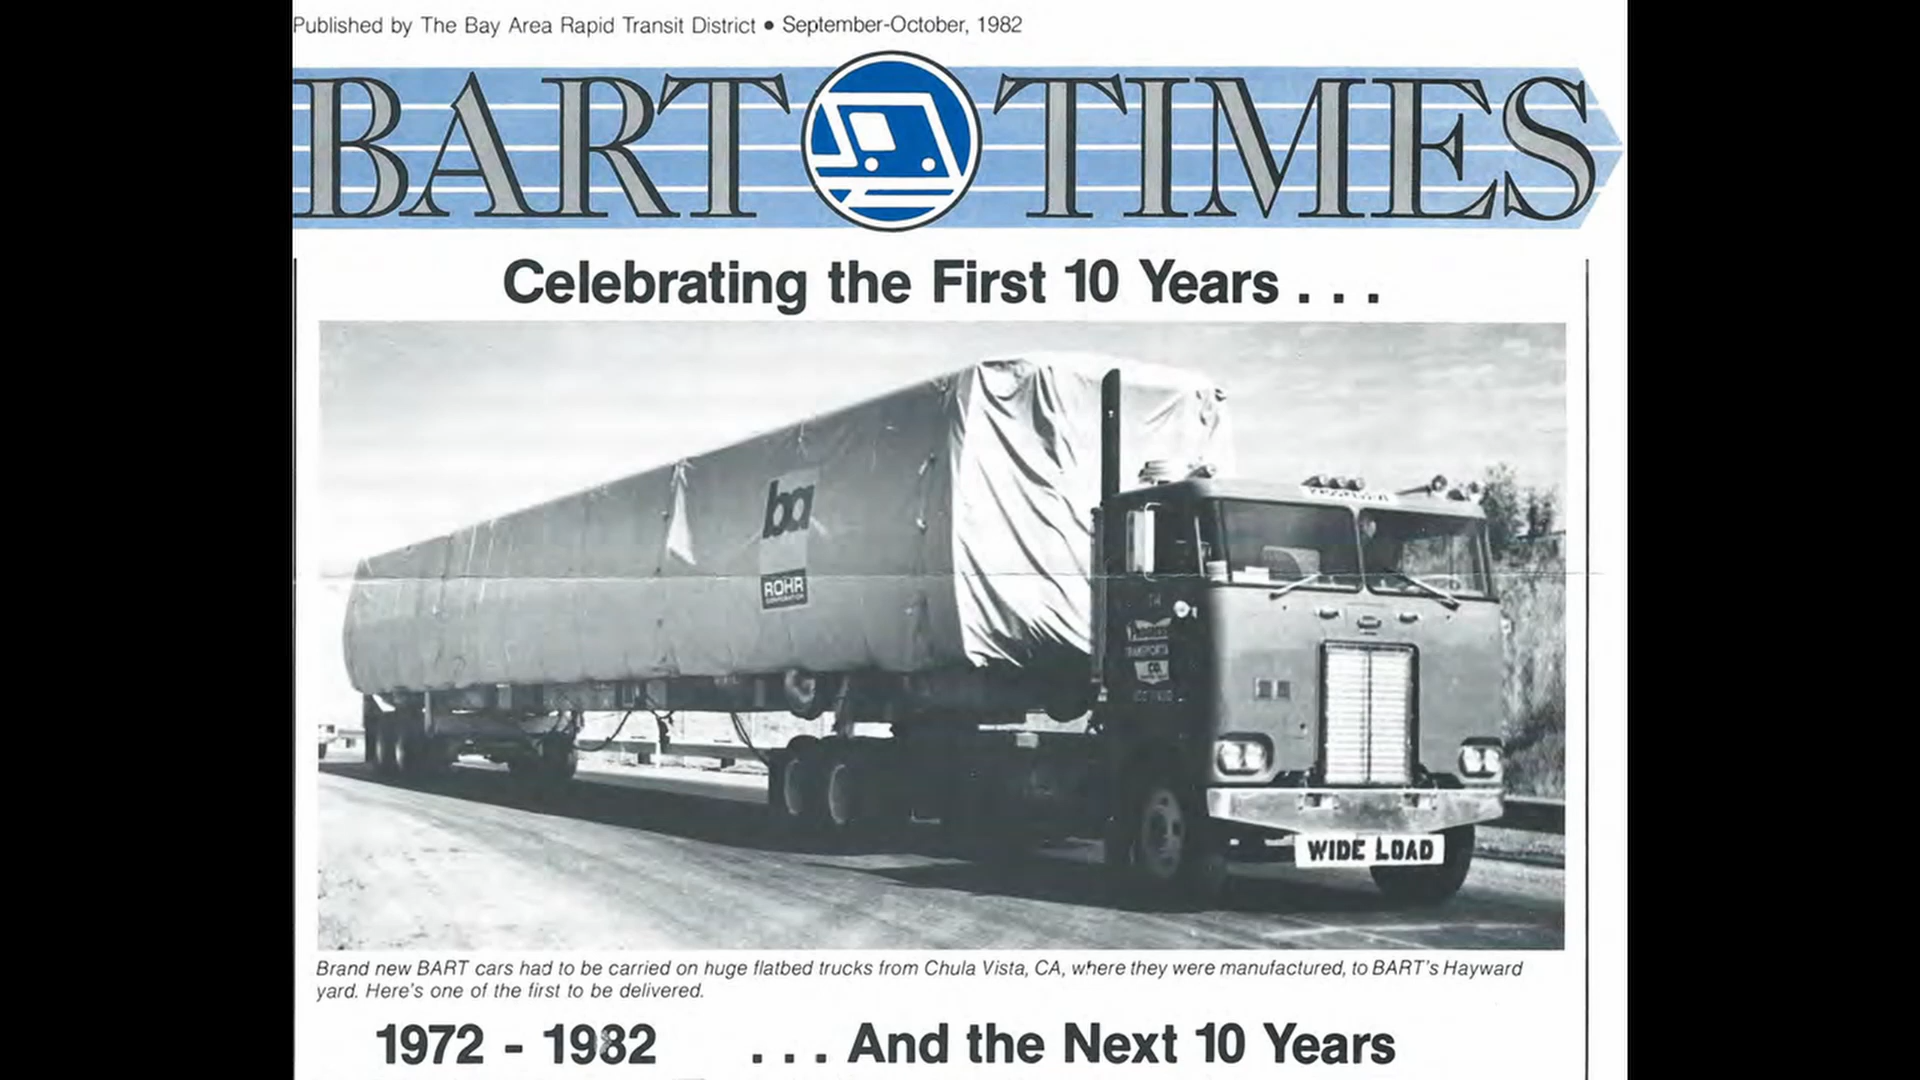 Published by The Bay Area Rapid Transit District • September-October, 1982
BART TIMES
Celebrating the First 10 Years . . .
ba
ROHR
CORPORATION
WIDE LOAD
Brand new BART cars had to be carried on huge flatbed trucks from Chula Vista, CA, where they were manufactured, to BART's Hayward
yard. Here's one of the first to be delivered.
1972 - 1982 . . . And the Next 10 Years